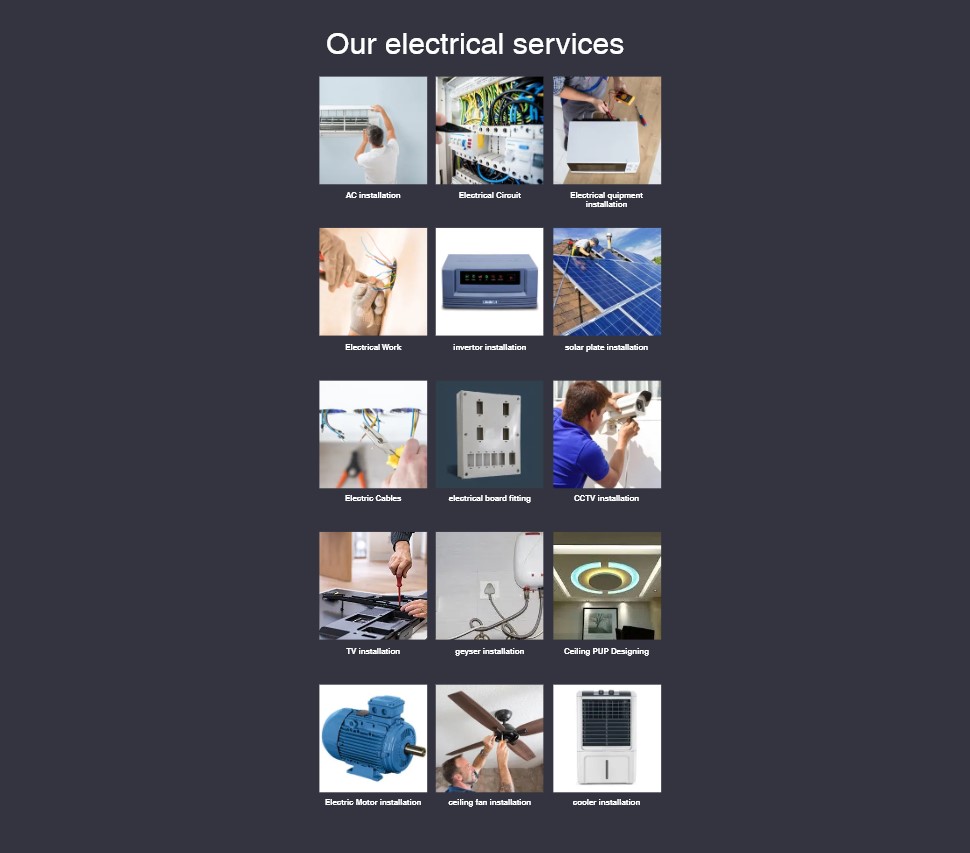 Our electrical services
AC installation
Electrical Circuit
Electrical quipment
installation
Electrical Work
invertor installation
solar plate installation
Electric Cables
electrical board fitting
CCTV installation
TV installation
geyser installation
Ceiling PUP Designing
Electric Motor installation
ceiling fan installation
cooler installation